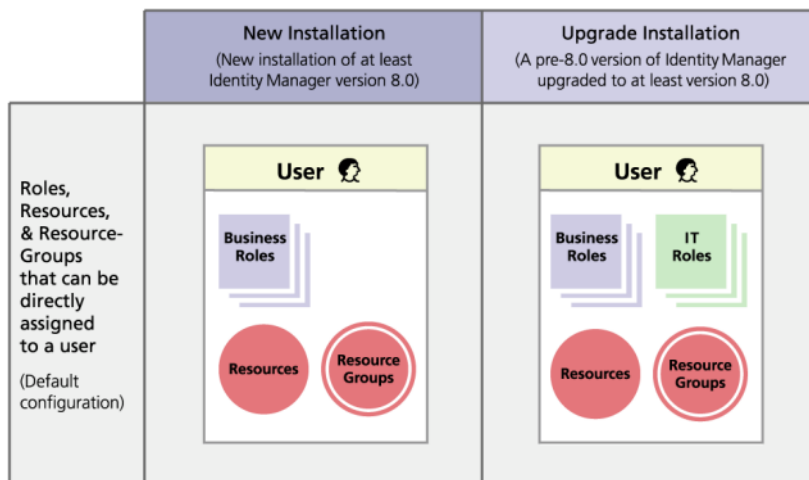 New Installation
(New installation of at least
Identity Manager version 8.0)
Upgrade Installation
(A pre-8.0 version of Identity Manager
upgraded to at least version 8.0)
Roles,
Resources,
& Resource-
Groups
that can be
directly
assigned
to a user
(Default
configuration)
User
Business
Roles
Resources
Resource
Groups
User
Business
Roles
IT
Roles
Resources
Resource
Groups